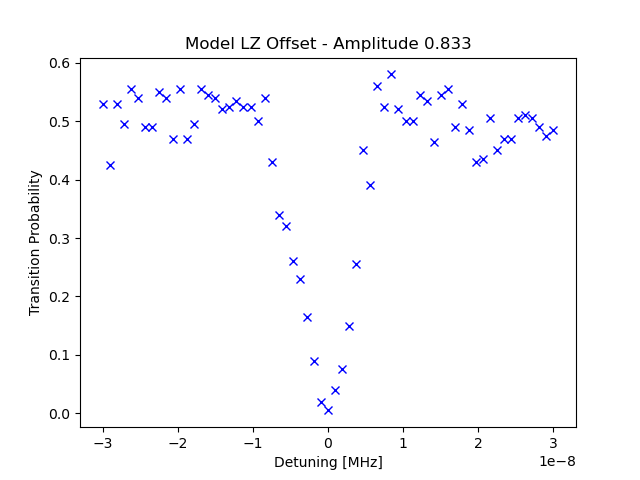 Model LZ Offset - Amplitude 0.833
Transition Probability
0.6
0.5
0.4
0.3
0.2
0.1
0.0
−3 −2 −1 0 1 2 3
1e−8
Detuning [MHz]